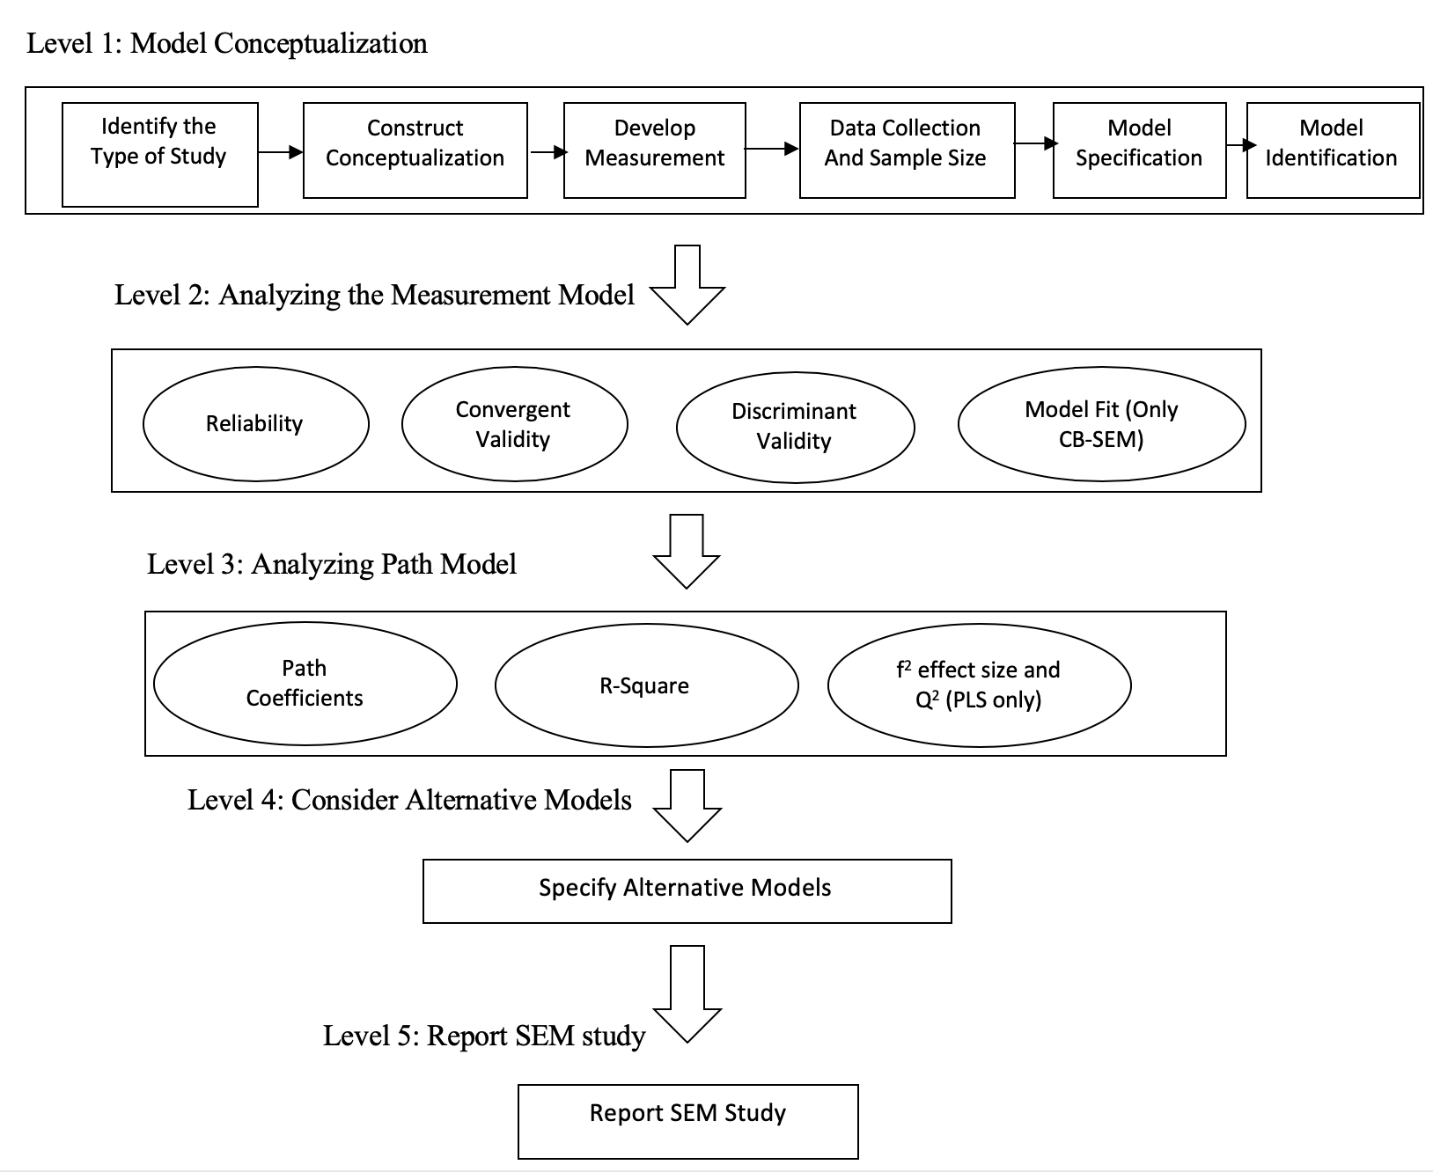 Level 1: Model Conceptualization
Identify the
Type of Study
Construct
Conceptualization
Develop
Measurement
Data Collection
And Sample Size
Model
Specification
Model
Identification
Level 2: Analyzing the Measurement Model
Reliability
Convergent
Validity
Discriminant
Validity
Model Fit (Only
CB-SEM)
Level 3: Analyzing Path Model
Path
Coefficients
R-Square
f² effect size and
Q² (PLS only)
Level 4: Consider Alternative Models
Specify Alternative Models
Level 5: Report SEM study
Report SEM Study